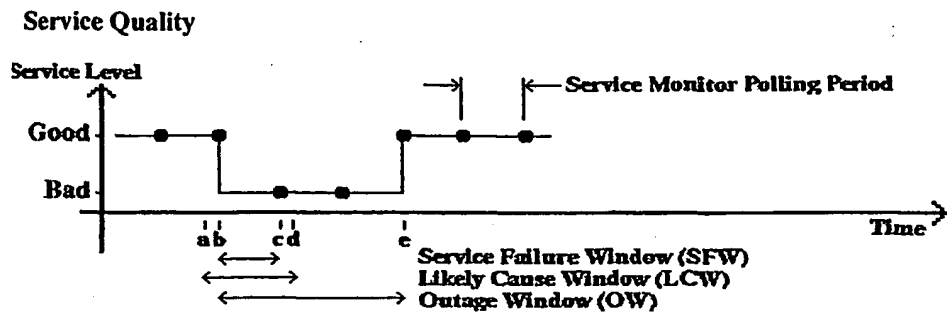 Service Quality
Service Level
Service Monitor Polling Period
Good
Bad
a b c d e
Time
Service Failure Window (SFW)
Likely Cause Window (LCW)
Outage Window (OW)